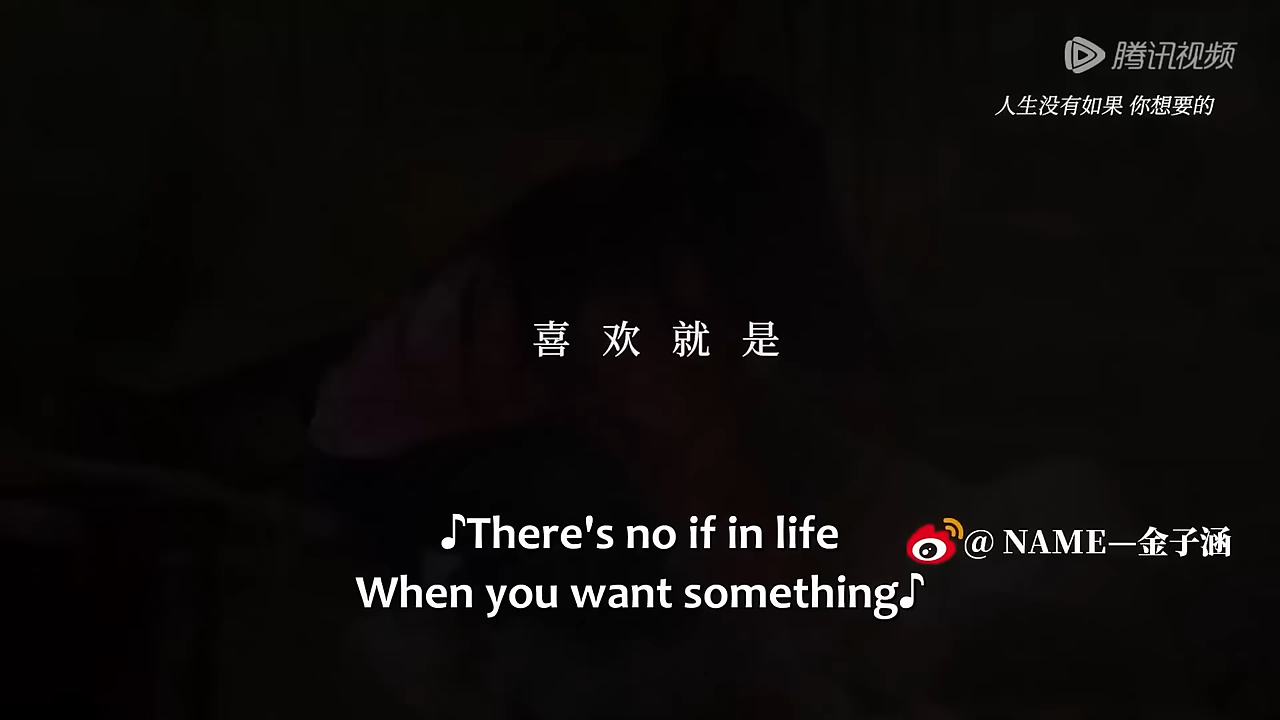 腾讯视频
人生没有如果 你想要的
喜欢就是
♪There's no if in life
When you want something♪
@ NAME—金子涵